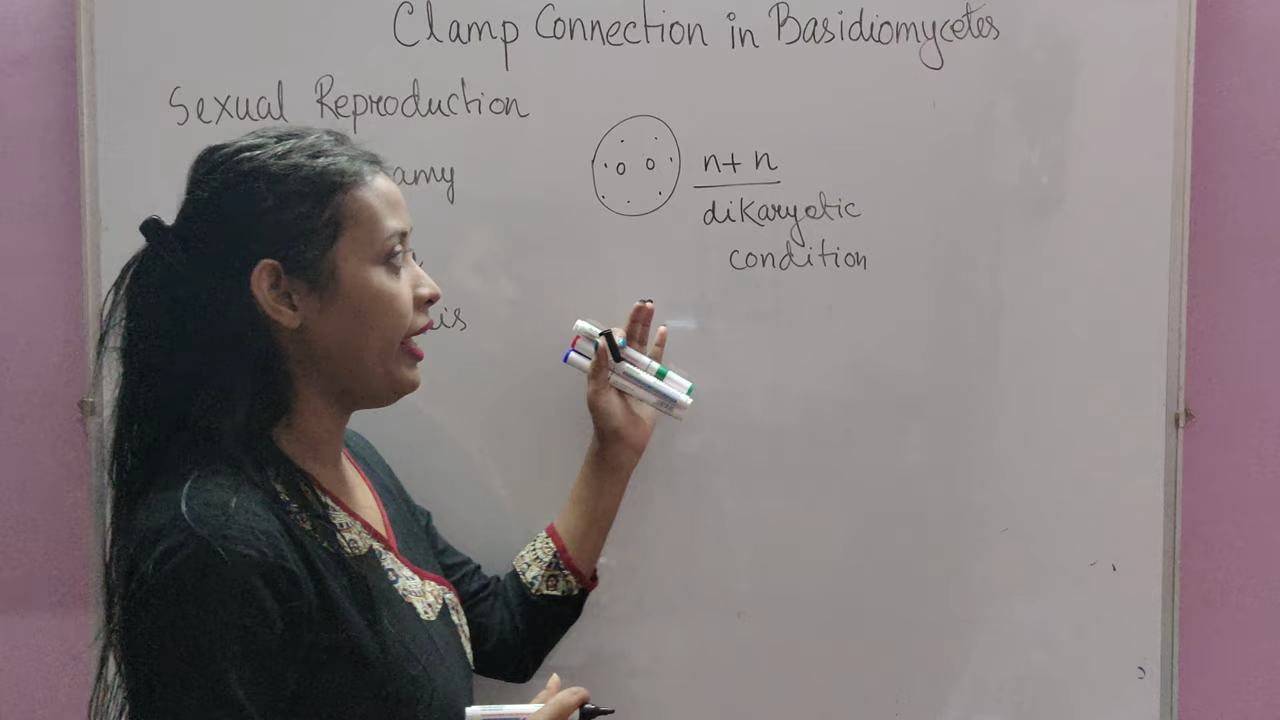 Clamp Connection in Basidiomycetes
Sexual Reproduction
n+n
dikaryotic
condition